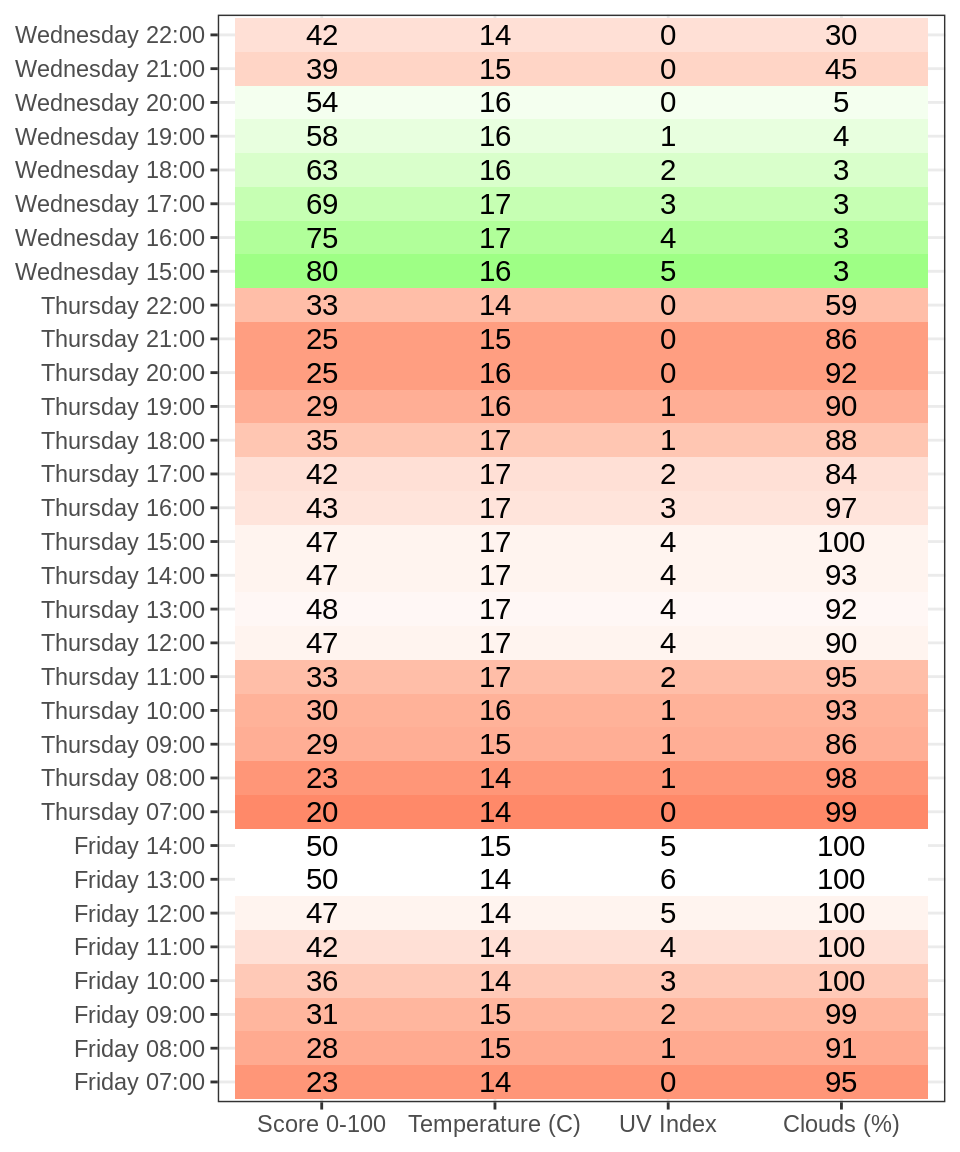 Wednesday 22:00 42 14 0 30
Wednesday 21:00 39 15 0 45
Wednesday 20:00 54 16 0 5
Wednesday 19:00 58 16 1 4
Wednesday 18:00 63 16 2 3
Wednesday 17:00 69 17 3 3
Wednesday 16:00 75 17 4 3
Wednesday 15:00 80 16 5 3
Thursday 22:00 33 14 0 59
Thursday 21:00 25 15 0 86
Thursday 20:00 25 16 0 92
Thursday 19:00 29 16 1 90
Thursday 18:00 35 17 1 88
Thursday 17:00 42 17 2 84
Thursday 16:00 43 17 3 97
Thursday 15:00 47 17 4 100
Thursday 14:00 47 17 4 93
Thursday 13:00 48 17 4 92
Thursday 12:00 47 17 4 90
Thursday 11:00 33 17 2 95
Thursday 10:00 30 16 1 93
Thursday 09:00 29 15 1 86
Thursday 08:00 23 14 1 98
Thursday 07:00 20 14 0 99
Friday 14:00 50 15 5 100
Friday 13:00 50 14 6 100
Friday 12:00 47 14 5 100
Friday 11:00 42 14 4 100
Friday 10:00 36 14 3 100
Friday 09:00 31 15 2 99
Friday 08:00 28 15 1 91
Friday 07:00 23 14 0 95
Score 0-100 Temperature (C) UV Index Clouds (%)